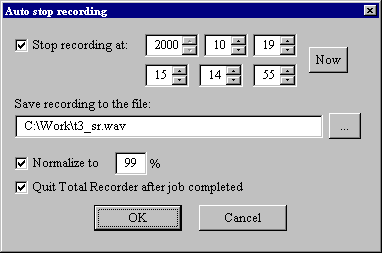 Auto stop recording
Stop recording at: 2000 10 19
Now
15 14 55
Save recording to the file:
C:\Work\t3_sr.wav ...
Normalize to 99 %
Quit Total Recorder after job completed
OK Cancel